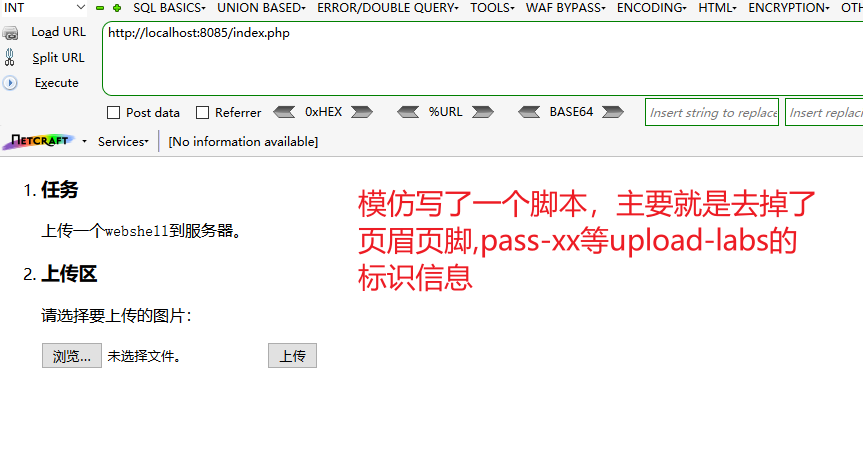 INT SQL BASICS UNION BASED ERROR/DOUBLE QUERY TOOLS WAF BYPASS ENCODING HTML ENCRYPTION OTH
Load URL http://localhost:8085/index.php
Split URL
Execute
Post data Referrer 0xHEX %URL BASE64 Insert string to replace Insert replacin
NETCRAFT Services [No information available]
1. 任务
上传一个webshell到服务器。
2. 上传区
请选择要上传的图片：
浏览... 未选择文件。 上传
模仿写了一个脚本，主要就是去掉了
页眉页脚,pass-xx等upload-labs的
标识信息